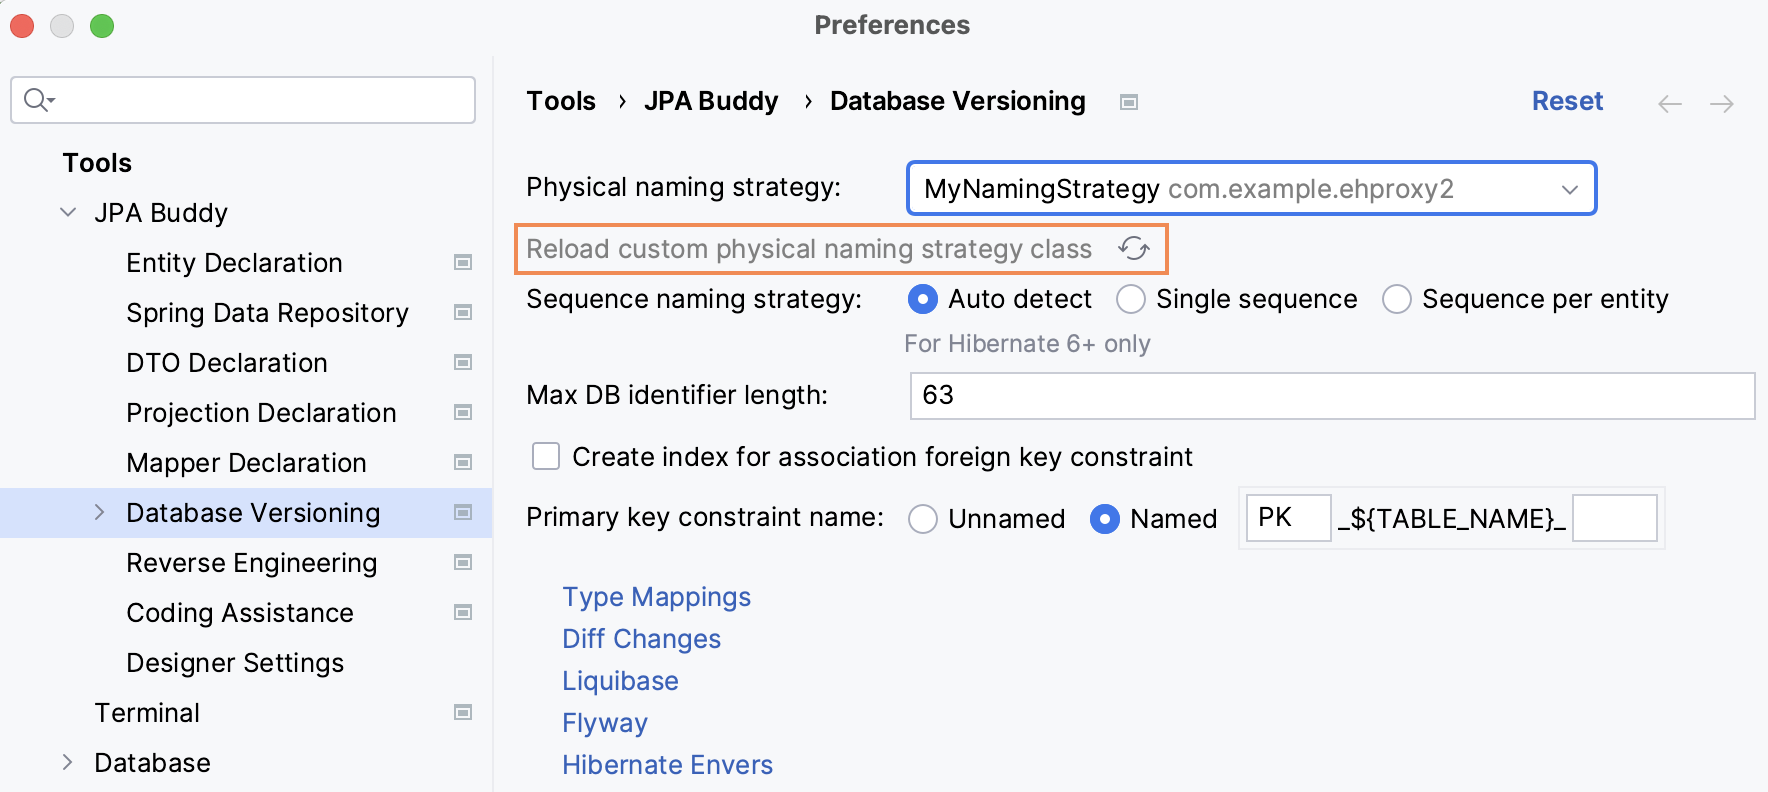 Preferences
Tools
JPA Buddy
Entity Declaration
Spring Data Repository
DTO Declaration
Projection Declaration
Mapper Declaration
Database Versioning
Reverse Engineering
Coding Assistance
Designer Settings
Terminal
Database
Tools › JPA Buddy › Database Versioning
Reset
Physical naming strategy: MyNamingStrategy com.example.ehproxy2
Reload custom physical naming strategy class
Sequence naming strategy: Auto detect Single sequence Sequence per entity
For Hibernate 6+ only
Max DB identifier length: 63
Create index for association foreign key constraint
Primary key constraint name: Unnamed Named PK _${TABLE_NAME}_
Type Mappings
Diff Changes
Liquibase
Flyway
Hibernate Envers